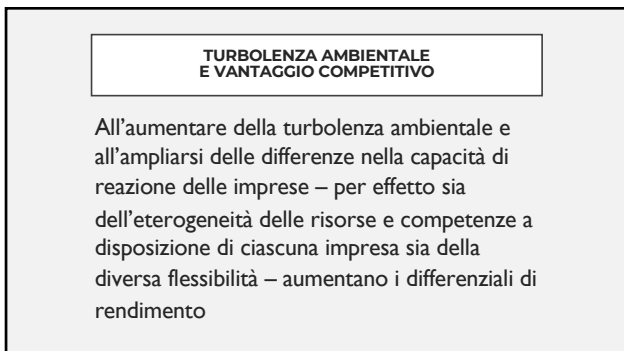 TURBOLENZA AMBIENTALE
E VANTAGGIO COMPETITIVO
All’aumentare della turbolenza ambientale e
all’ampliarsi delle differenze nella capacità di
reazione delle imprese – per effetto sia
dell’eterogeneità delle risorse e competenze a
disposizione di ciascuna impresa sia della
diversa flessibilità – aumentano i differenziali di
rendimento